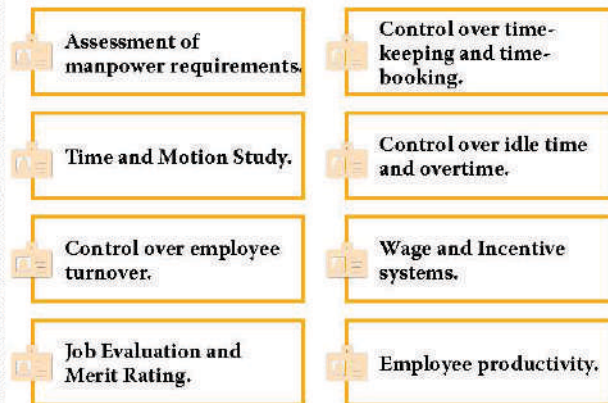 Assessment of
manpower requirements.
Control over time-
keeping and time-
booking.
Time and Motion Study.
Control over idle time
and overtime.
Control over employee
turnover.
Wage and Incentive
systems.
Job Evaluation and
Merit Rating.
Employee productivity.